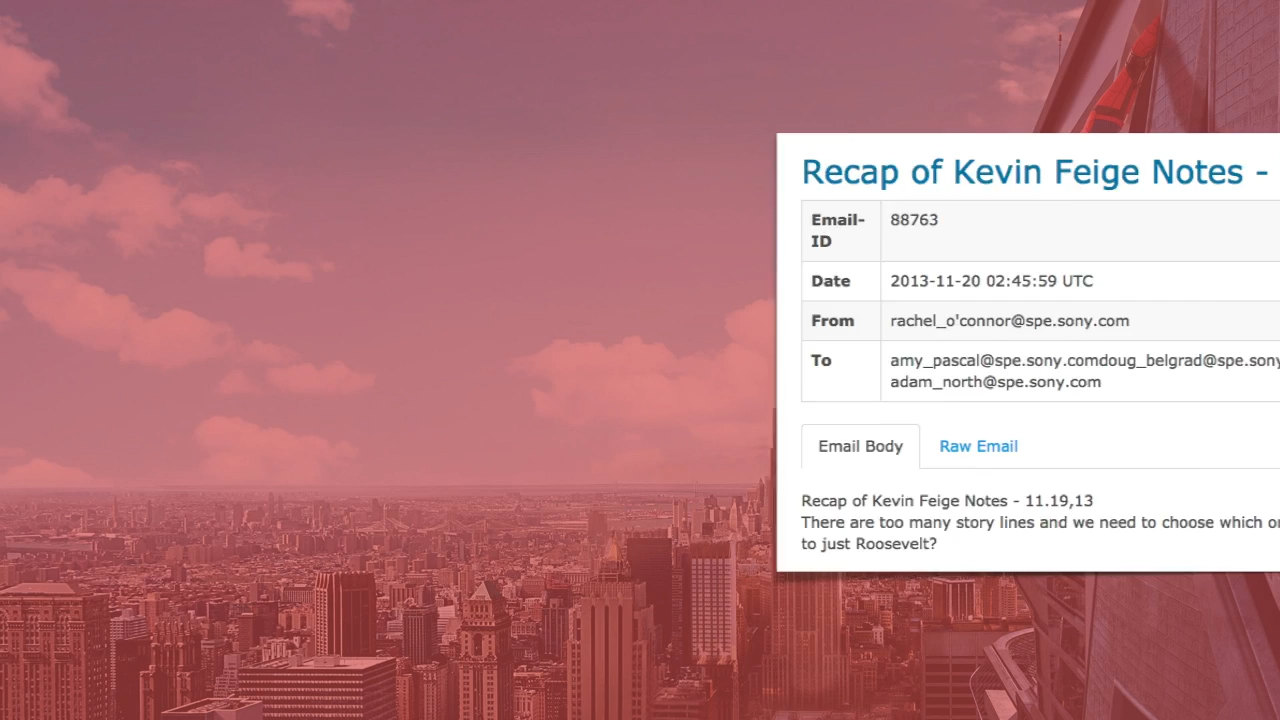 Recap of Kevin Feige Notes -
Email-
ID
88763
Date
2013-11-20 02:45:59 UTC
From
rachel_o'connor@spe.sony.com
To
amy_pascal@spe.sony.comdoug_belgrad@spe.sony
adam_north@spe.sony.com
Email Body
Raw Email
Recap of Kevin Feige Notes - 11.19,13
There are too many story lines and we need to choose which
to just Roosevelt?